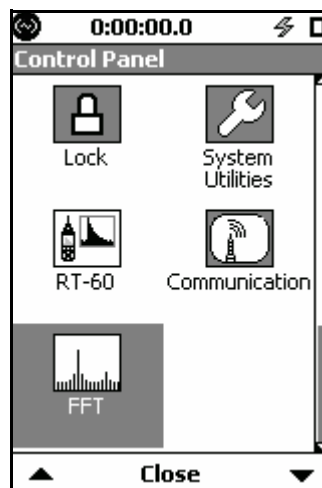 0:00:00.0
Control Panel
Lock
System
Utilities
RT-60
Communication
FFT
Close